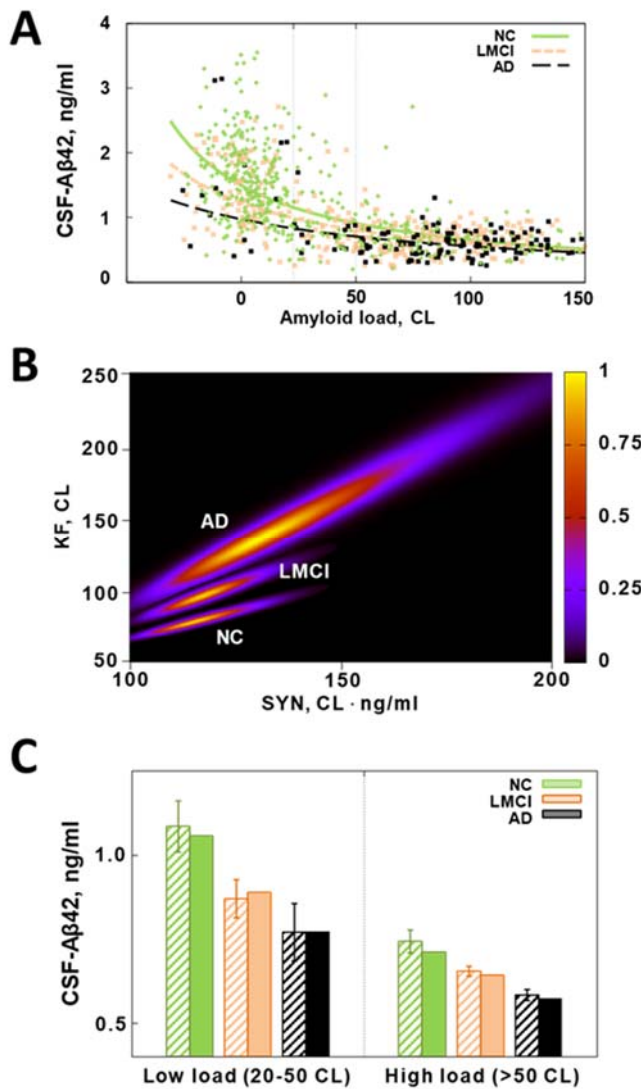 A
CSF-Aβ42, ng/ml
4
3
2
1
0
NC
LMCI
AD
0
50
100
150
Amyloid load, CL
B
KF, CL
250
200
150
100
50
AD
LMCI
NC
1
0.75
0.5
0.25
0
100
150
200
SYN, CL · ng/ml
C
CSF-Aβ42, ng/ml
1.0
0.5
NC
LMCI
AD
Low load (20-50 CL)
High load (>50 CL)